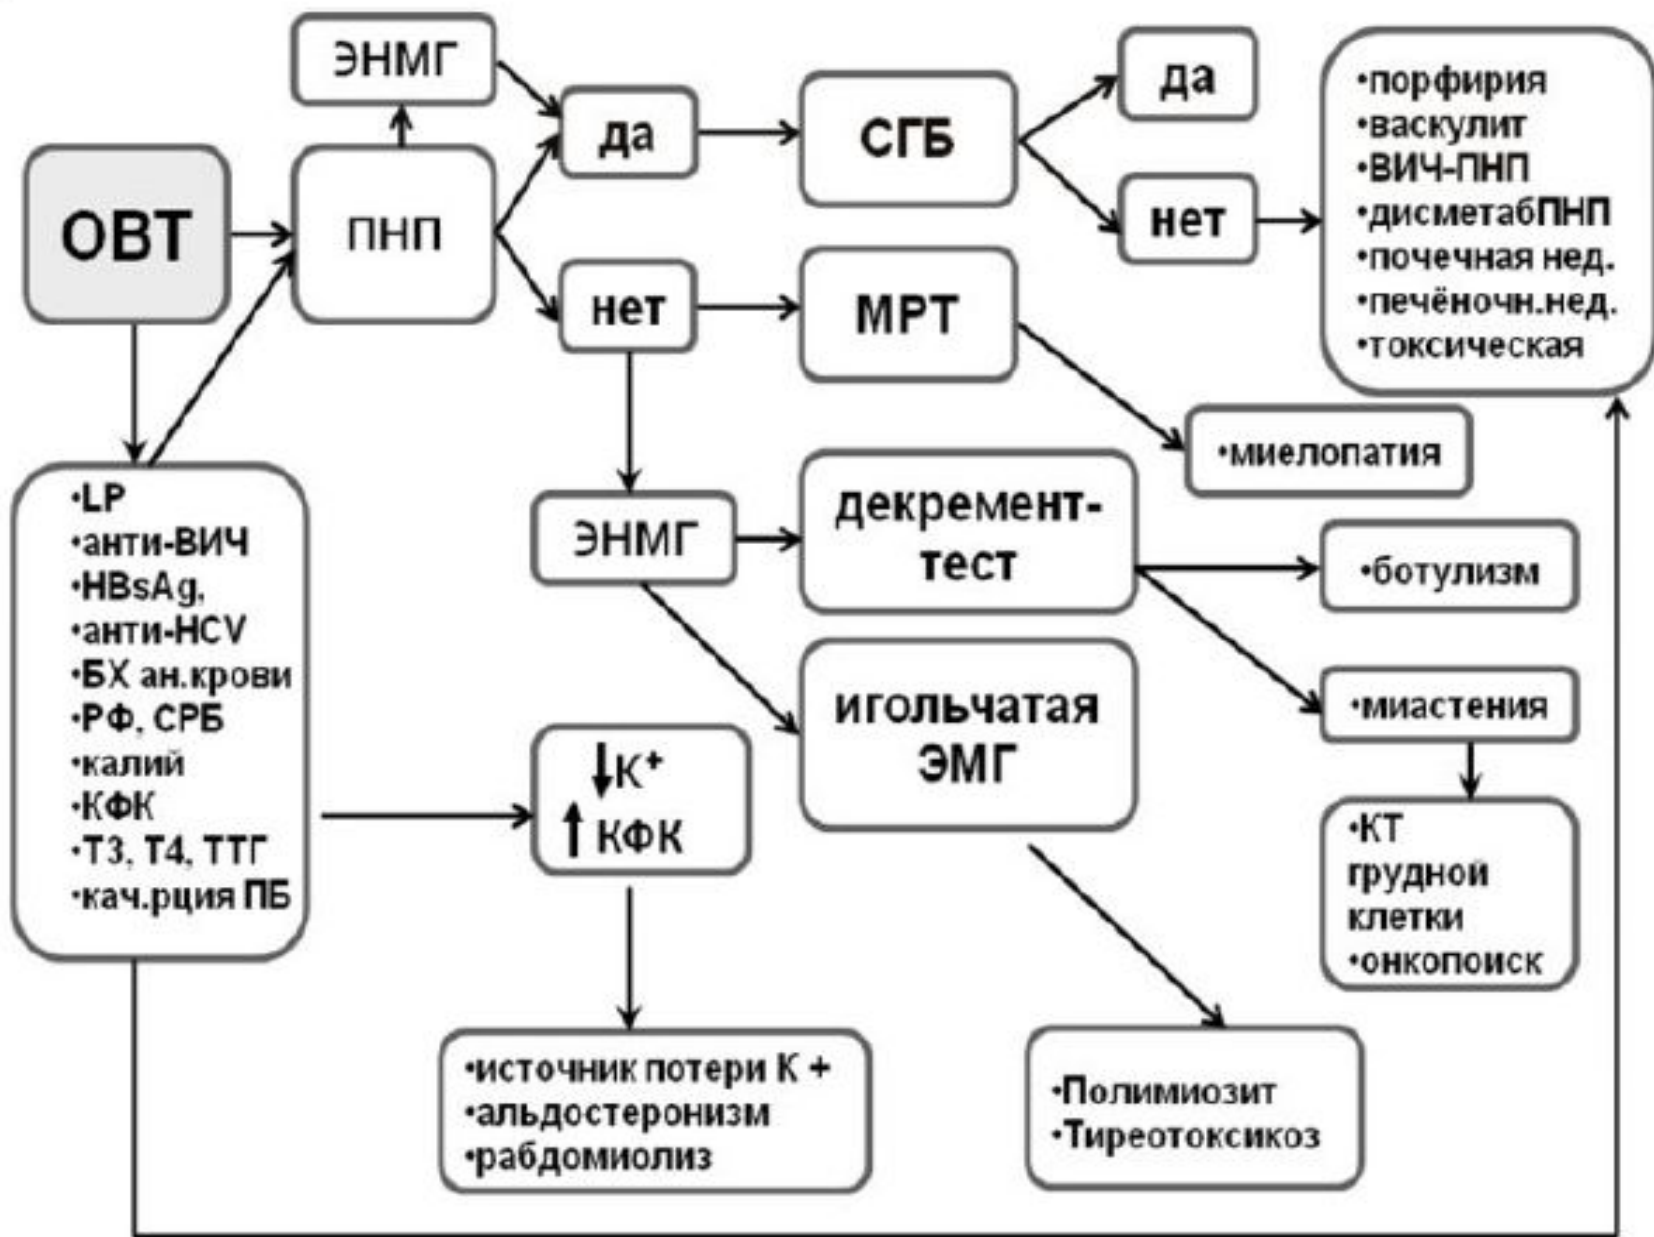 ЭНМГ
ОВТ
ПНП
да
СГБ
да
нет
•порфирия
•васкулит
•ВИЧ-ПНП
•дисметабПНП
•почечная нед.
•печёночн.нед.
•токсическая
нет
МРТ
•миелопатия
•LP
•анти-ВИЧ
•HBsAg,
•анти-HCV
•БХ ан.крови
•РФ, СРБ
•калий
•КФК
•Т3, Т4, ТТГ
•кач.рция ПБ
ЭНМГ
декремент-
тест
•ботулизм
игольчатая
ЭМГ
•миастения
•КТ
грудной
клетки
•онкопоиск
↓К+
↑ КФК
•источник потери К +
•альдостеронизм
•рабдомиолиз
•Полимиозит
•Тиреотоксикоз